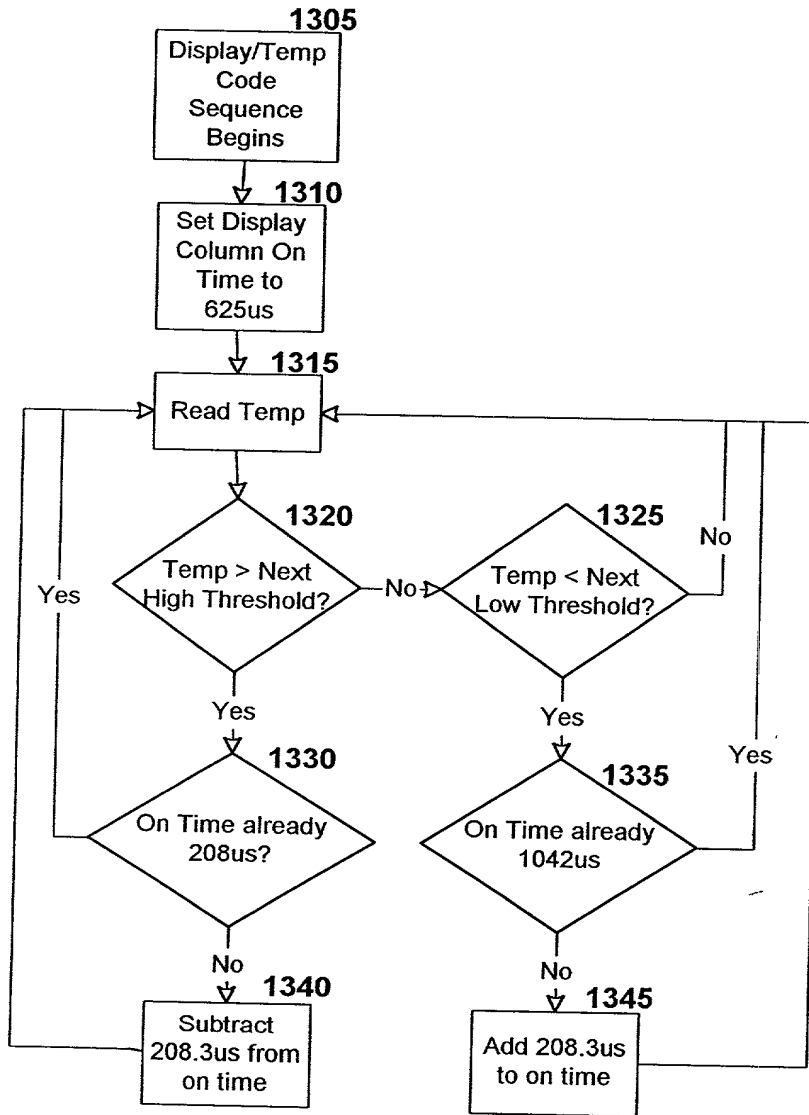 1305
Display/Temp
Code
Sequence
Begins
1310
Set Display
Column On
Time to
625us
1315
Read Temp
1320
Temp > Next
High Threshold?
No
1325
Temp < Next
Low Threshold?
No
Yes
Yes
Yes
Yes
1330
On Time already
208us?
1335
On Time already
1042us
No
No
1340
Subtract
208.3us from
on time
1345
Add 208.3us
to on time